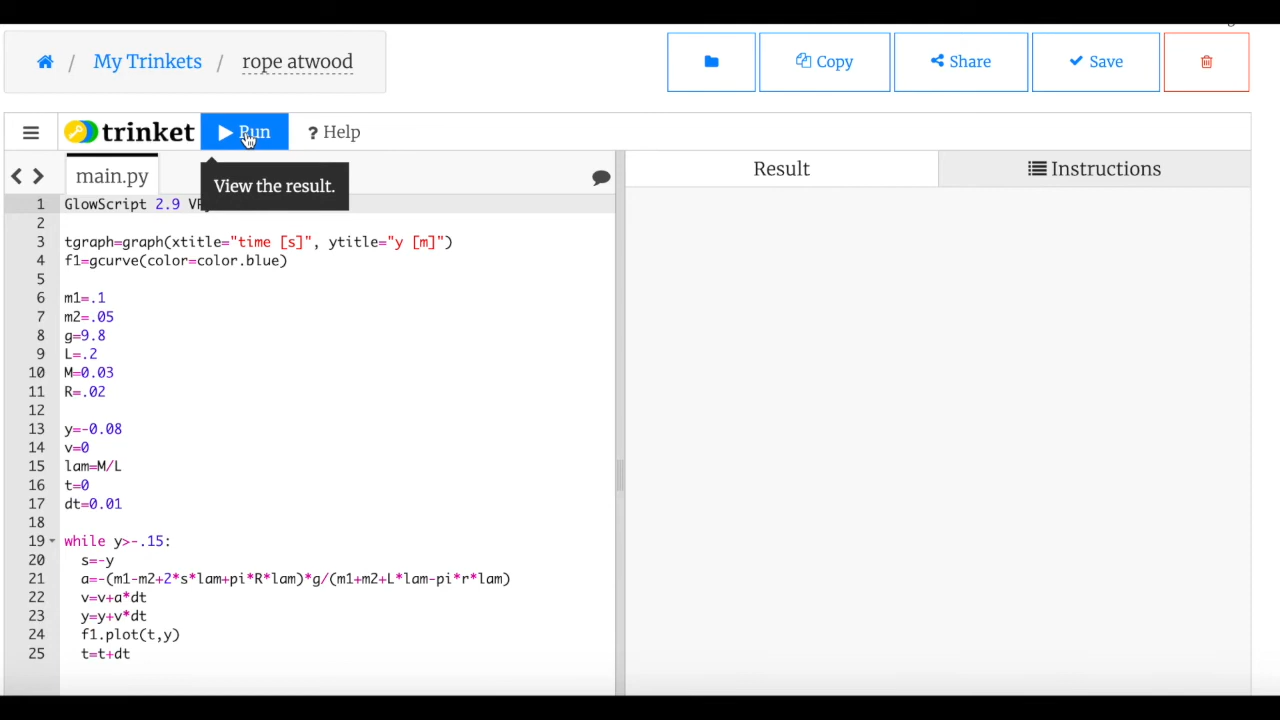 / My Trinkets / rope atwood
Copy
Share
Save
trinket
Run
? Help
main.py
View the result.
Result
Instructions
1 GlowScript 2.9
2
3 tgraph=graph(xtitle="time [s]", ytitle="y [m]")
4 f1=gcurve(color=color.blue)
5
6 m1=.1
7 m2=.05
8 g=9.8
9 L=.2
10 M=0.03
11 R=.02
12
13 y=-0.08
14 v=0
15 lam=M/L
16 t=0
17 dt=0.01
18
19 while y>-.15:
20 s=-y
21 a=-(m1-m2+2*s*lam+pi*R*lam)*g/(m1+m2+L*lam-pi*r*lam)
22 v=v+a*dt
23 y=y+v*dt
24 f1.plot(t,y)
25 t=t+dt